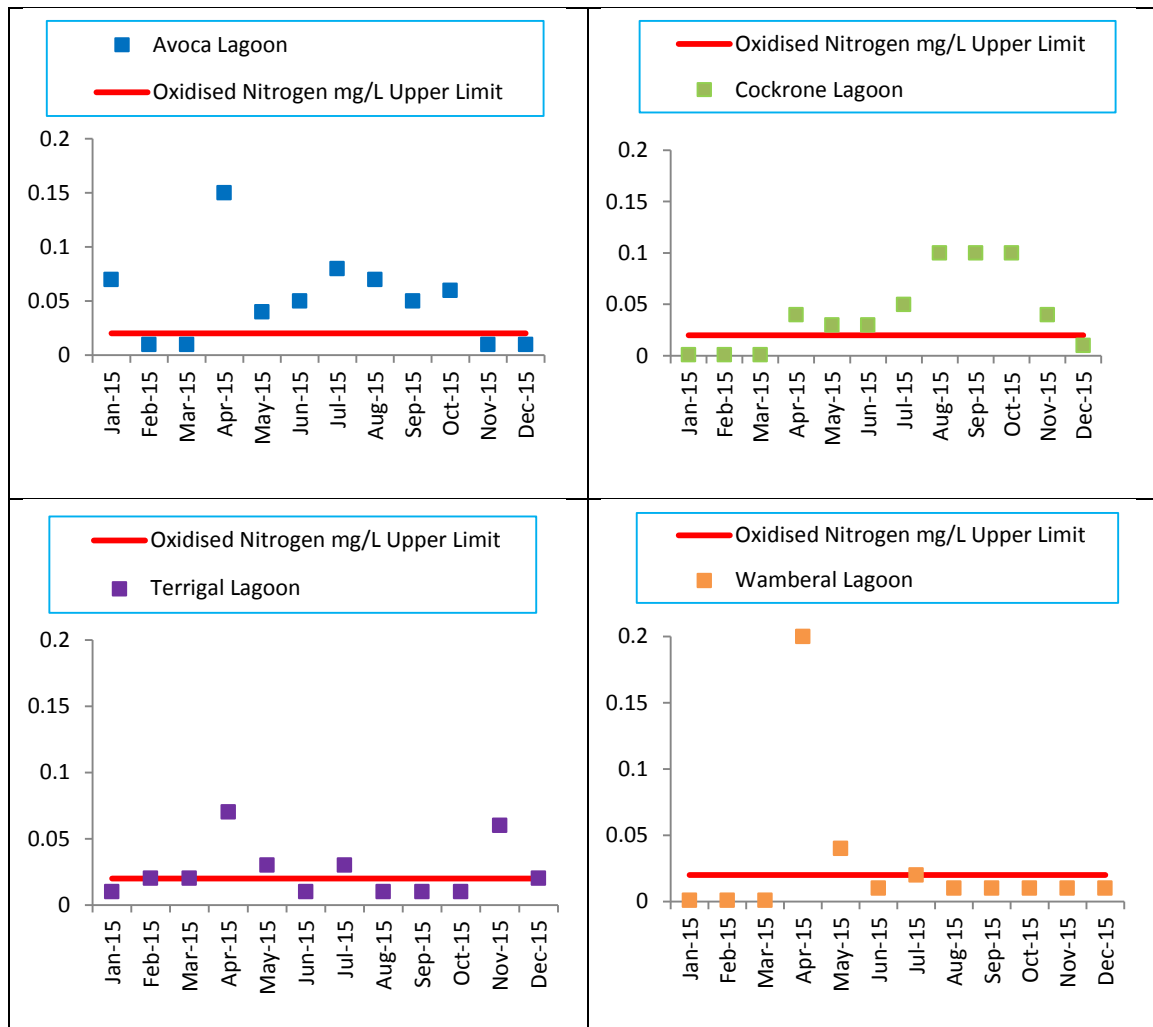 Avoca Lagoon
Oxidised Nitrogen mg/L Upper Limit
0.2
0.15
0.1
0.05
0
Jan-15
Feb-15
Mar-15
Apr-15
May-15
Jun-15
Jul-15
Aug-15
Sep-15
Oct-15
Nov-15
Dec-15
Oxidised Nitrogen mg/L Upper Limit
Cockrone Lagoon
0.2
0.15
0.1
0.05
0
Jan-15
Feb-15
Mar-15
Apr-15
May-15
Jun-15
Jul-15
Aug-15
Sep-15
Oct-15
Nov-15
Dec-15
Oxidised Nitrogen mg/L Upper Limit
Terrigal Lagoon
0.2
0.15
0.1
0.05
0
Jan-15
Feb-15
Mar-15
Apr-15
May-15
Jun-15
Jul-15
Aug-15
Sep-15
Oct-15
Nov-15
Dec-15
Oxidised Nitrogen mg/L Upper Limit
Wamberal Lagoon
0.2
0.15
0.1
0.05
0
Jan-15
Feb-15
Mar-15
Apr-15
May-15
Jun-15
Jul-15
Aug-15
Sep-15
Oct-15
Nov-15
Dec-15